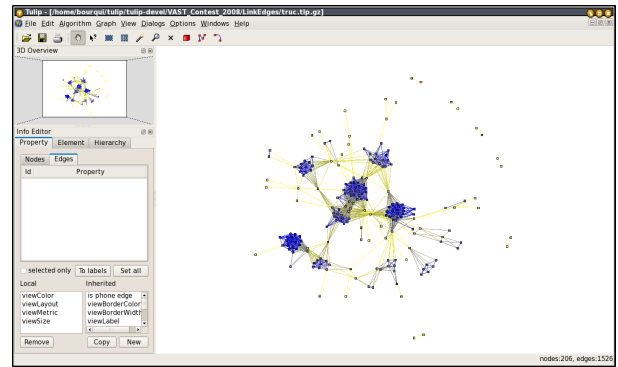 Tulip - [/home/bourqui/tulip/tulip-devel/VAST_Contest_2008/LinkEdges/truc.tlp.gz]
File Edit Algorithm Graph View Dialogs Options Windows Help
3D Overview
Info Editor
Property Element Hierarchy
Nodes Edges
Id Property
selected only To labels Set all
Local Inherited
viewColor is phone edge
viewLayout viewBorderColor
viewMetric viewBorderWidth
viewSize viewLabel
Remove Copy New
nodes:206, edges:1526